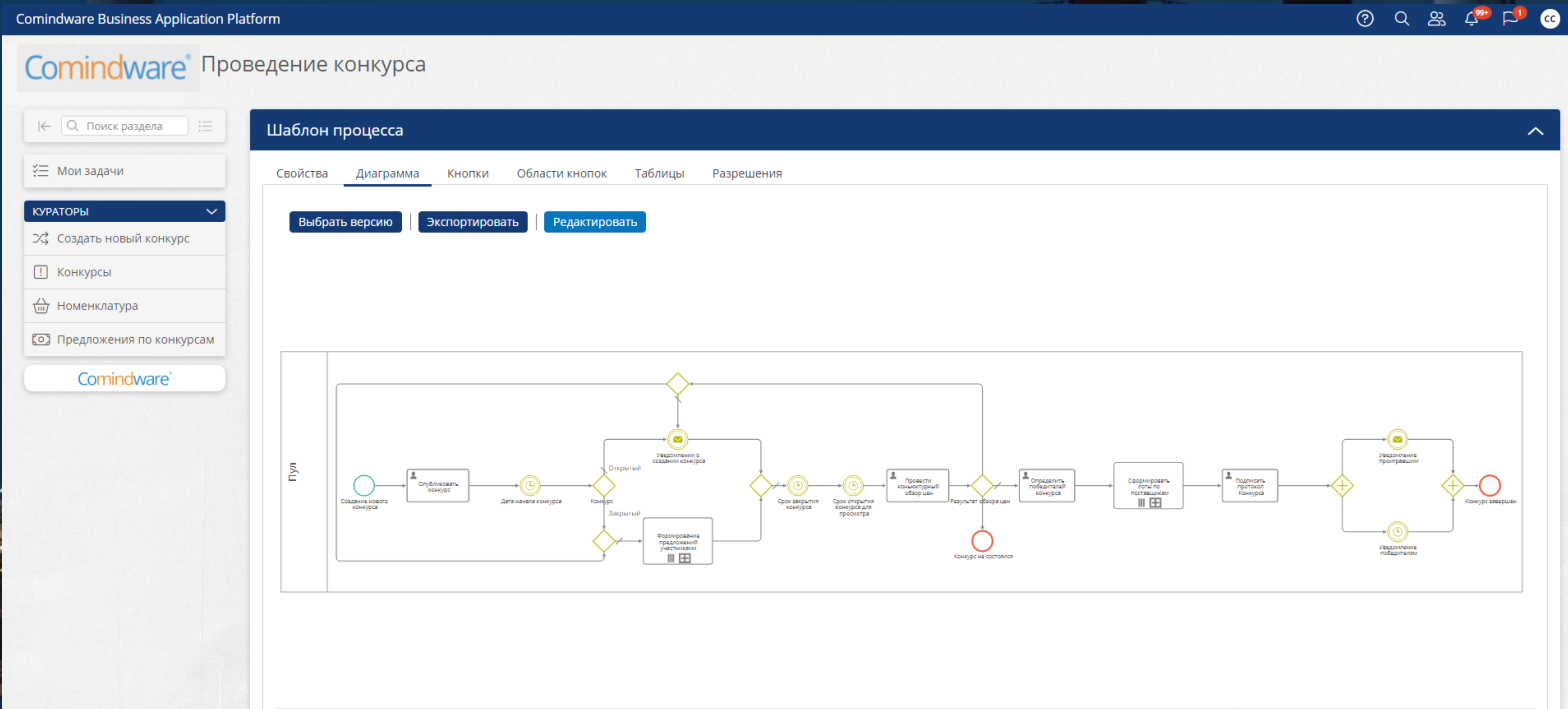 Comindware Business Application Platform
99+
1
CC
Comindware®
Проведение конкурса
Поиск раздела
Мои задачи
КУРАТОРЫ
Создать новый конкурс
Конкурсы
Номенклатура
Предложения по конкурсам
Comindware®
Шаблон процесса
Свойства
Диаграмма
Кнопки
Области кнопок
Таблицы
Разрешения
Выбрать версию
Экспортировать
Редактировать
Пул
Создание нового
конкурса
Опубликовать
конкурс
Дата начала конкурса
Конкурс
Открытый
Закрытый
Уведомлении о
создании конкурса
Формирование
предложений
участниками
Срок закрытия
конкурса
Срок открытия
конкурса для
просмотра
Провести
конъюктурный
обзор цен
Результат обзора цен
Конкурс не состоялся
Определить
победителей
конкурса
Сформировать
лоты по
поставщикам
Подписать
протокол
Конкурса
Уведомление
проигравшим
Уведомление
победителям
Конкурс завершен